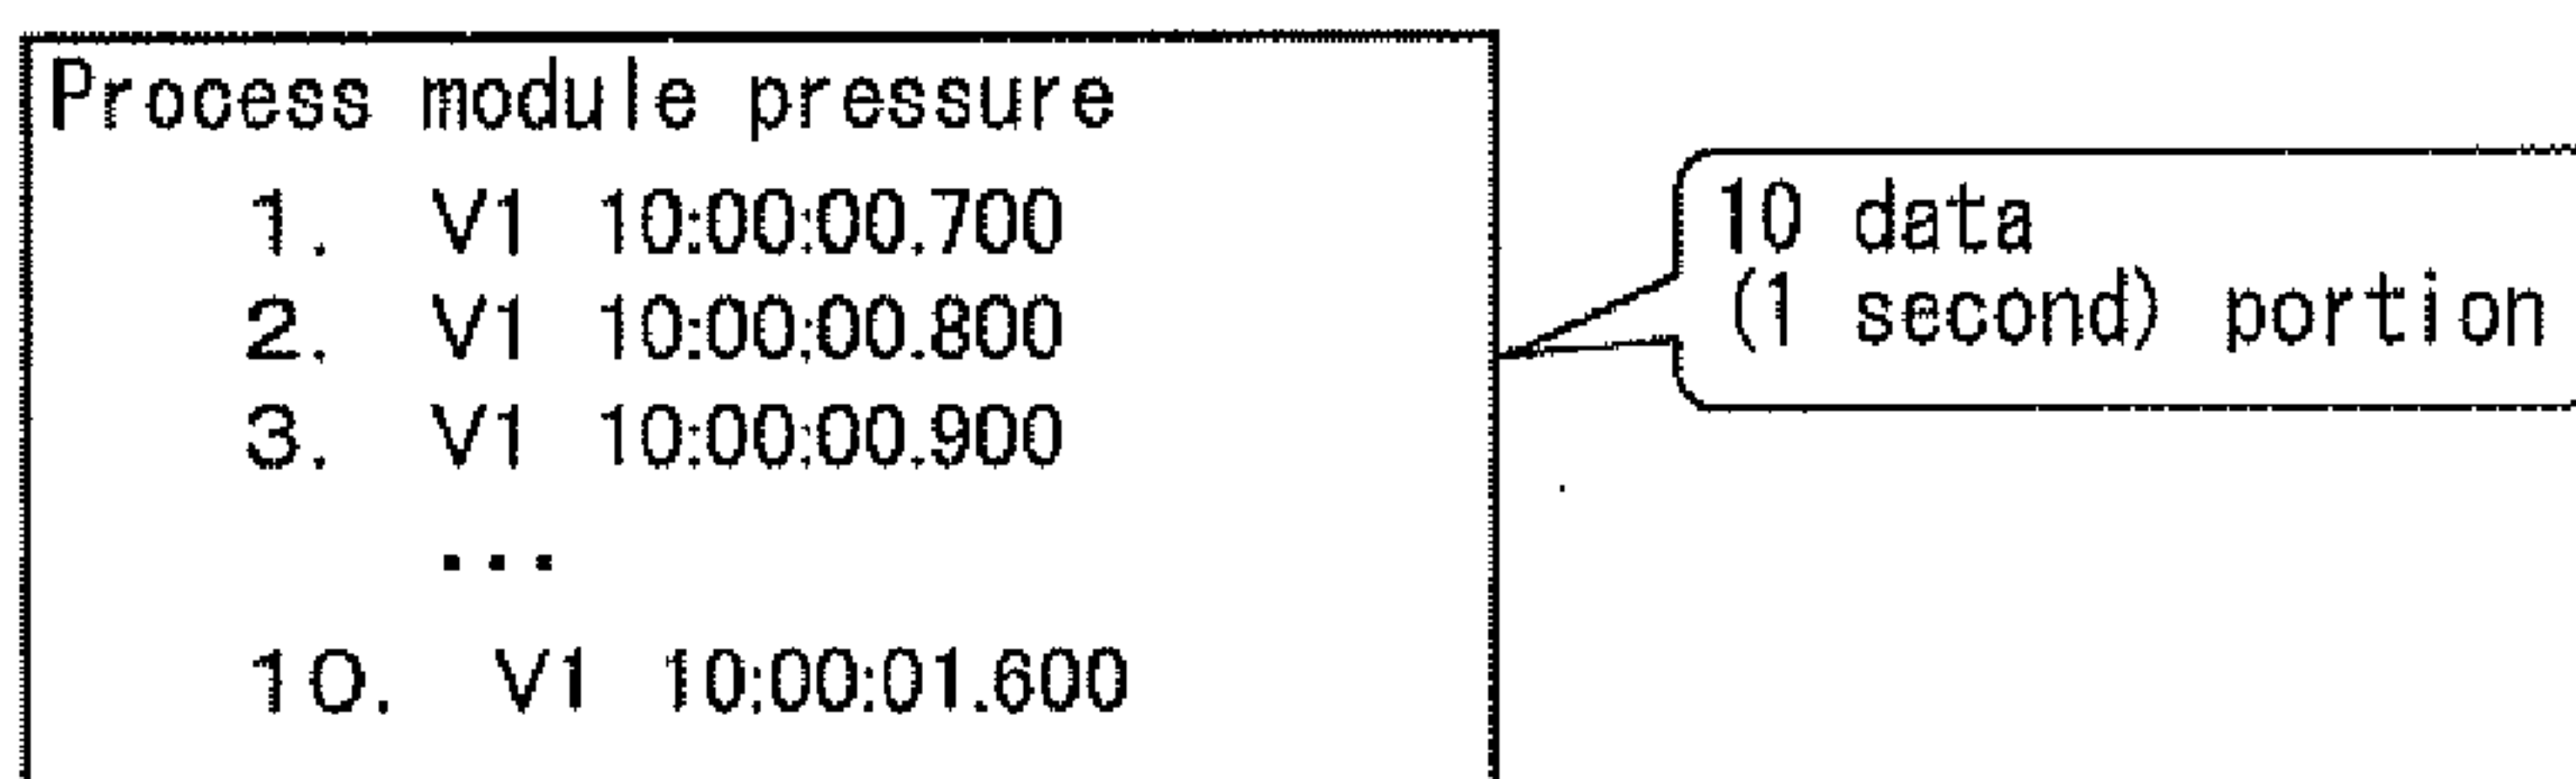 Process module pressure
1. V1 10:00:00.700
2. V1 10:00:00.800
3. V1 10:00:00.900
...
10. V1 10:00:01.600
10 data
(1 second) portion